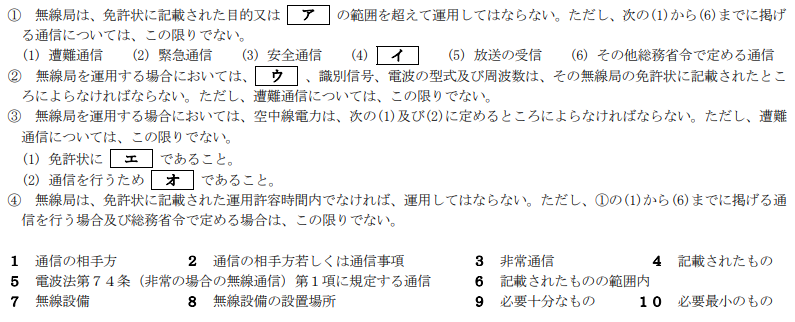 ① 無線局は、免許状に記載された目的又は ア の範囲を超えて運用してはならない。ただし、次の(1)から(6)までに掲げ
る通信については、この限りでない。
(1) 遭難通信 (2) 緊急通信 (3) 安全通信 (4) イ (5) 放送の受信 (6) その他総務省令で定める通信
② 無線局を運用する場合においては、 ウ 、識別信号、電波の型式及び周波数は、その無線局の免許状に記載されたとこ
ろによらなければならない。ただし、遭難通信については、この限りでない。
③ 無線局を運用する場合においては、空中線電力は、次の(1)及び(2)に定めるところによらなければならない。ただし、遭難
通信については、この限りでない。
(1) 免許状に エ であること。
(2) 通信を行うため オ であること。
④ 無線局は、免許状に記載された運用許容時間内でなければ、運用してはならない。ただし、①の(1)から(6)までに掲げる通
信を行う場合及び総務省令で定める場合は、この限りでない。
1 通信の相手方 2 通信の相手方若しくは通信事項 3 非常通信 4 記載されたもの
5 電波法第74条(非常の場合の無線通信)第1項に規定する通信 6 記載されたものの範囲内
7 無線設備 8 無線設備の設置場所 9 必要十分なもの 10 必要最小のもの